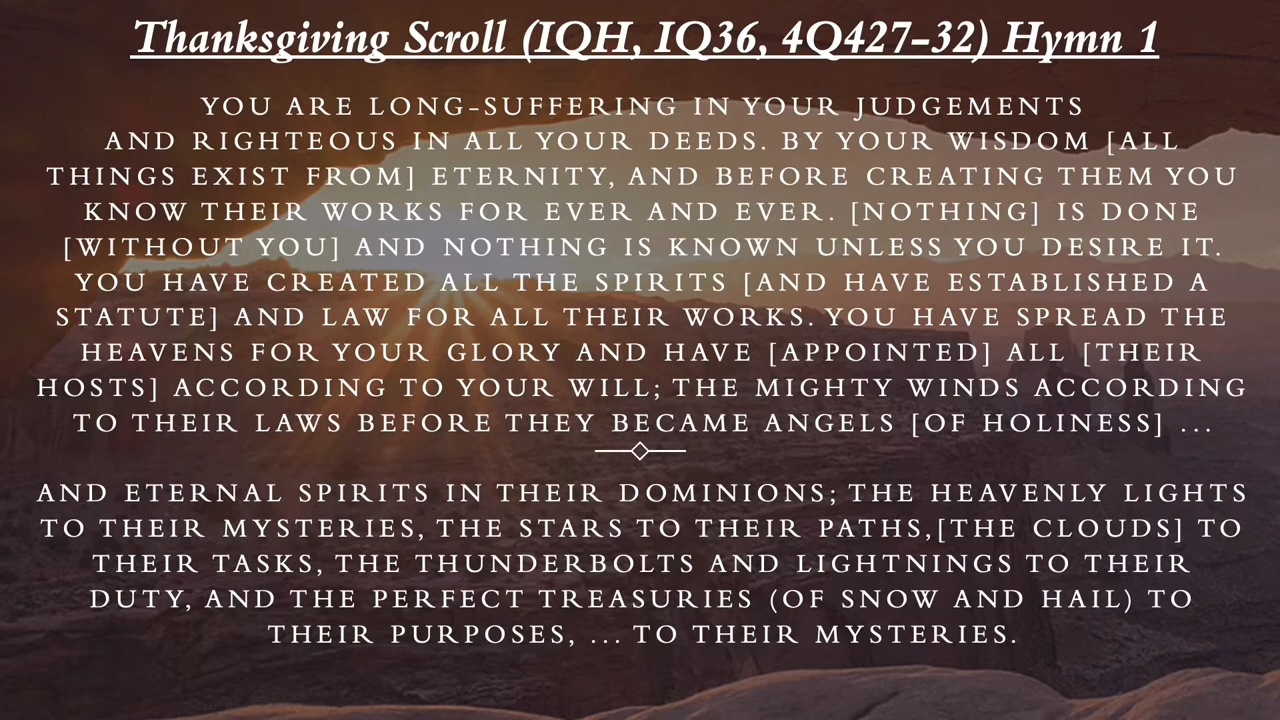 Thanksgiving Scroll (IQH, IQ36, 4Q427-32) Hymn 1
YOU ARE LONG-SUFFERING IN YOUR JUDGEMENTS
AND RIGHTEOUS IN ALL YOUR DEEDS. BY YOUR WISDOM [ALL
THINGS EXIST FROM] ETERNITY, AND BEFORE CREATING THEM YOU
KNOW THEIR WORKS FOR EVER AND EVER. [NOTHING] IS DONE
[WITHOUT YOU] AND NOTHING IS KNOWN UNLESS YOU DESIRE IT.
YOU HAVE CREATED ALL THE SPIRITS [AND HAVE ESTABLISHED A
STATUTE] AND LAW FOR ALL THEIR WORKS. YOU HAVE SPREAD THE
HEAVENS FOR YOUR GLORY AND HAVE [APPOINTED] ALL [THEIR
HOSTS] ACCORDING TO YOUR WILL; THE MIGHTY WINDS ACCORDING
TO THEIR LAWS BEFORE THEY BECAME ANGELS [OF HOLINESS] ...
AND ETERNAL SPIRITS IN THEIR DOMINIONS; THE HEAVENLY LIGHTS
TO THEIR MYSTERIES, THE STARS TO THEIR PATHS,[THE CLOUDS] TO
THEIR TASKS, THE THUNDERBOLTS AND LIGHTNINGS TO THEIR
DUTY, AND THE PERFECT TREASURIES (OF SNOW AND HAIL) TO
THEIR PURPOSES, ... TO THEIR MYSTERIES.